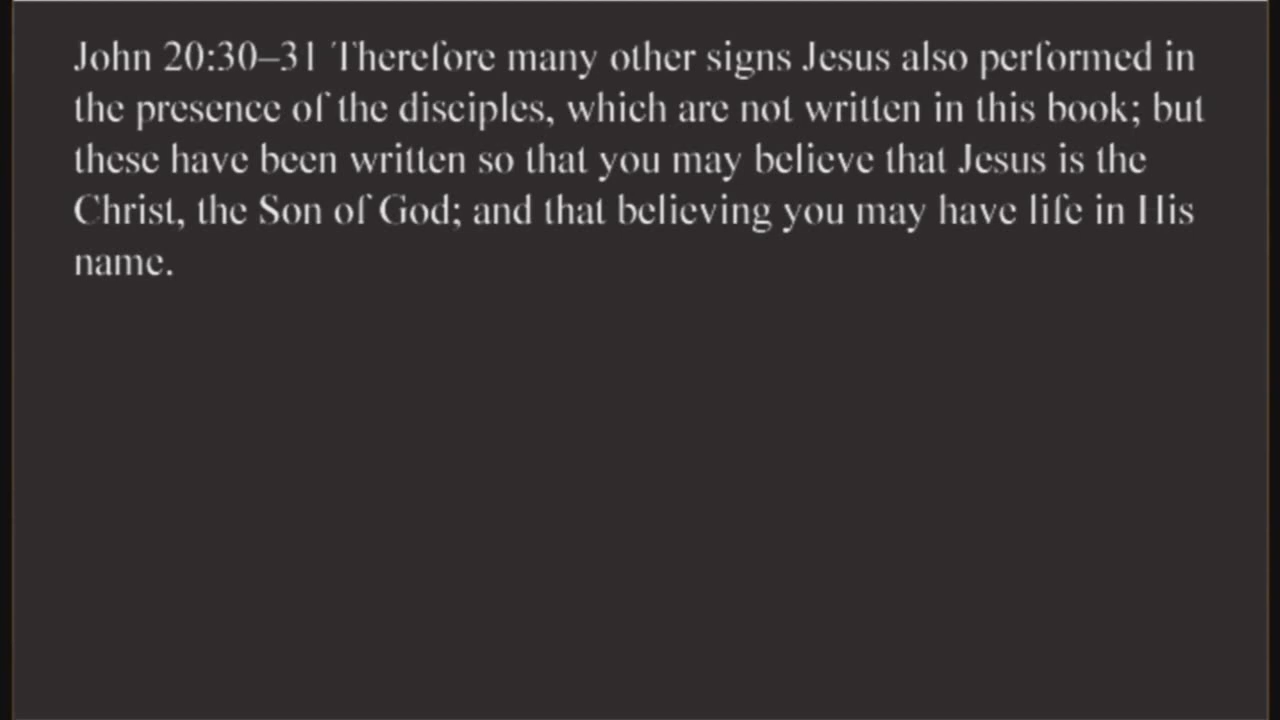 John 20:30–31 Therefore many other signs Jesus also performed in
the presence of the disciples, which are not written in this book; but
these have been written so that you may believe that Jesus is the
Christ, the Son of God; and that believing you may have life in His
name.